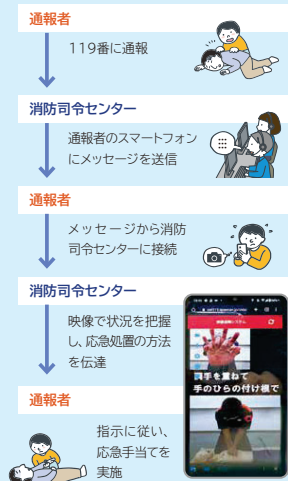 通報者
119番に通報
消防司令センター
通報者のスマートフォン
にメッセージを送信
通報者
メッセージから消防
司令センターに接続
消防司令センター
映像で状況を把握
し、応急処置の方法
を伝達
両手を重ねて
手のひらの付け根で
通報者
指示に従い、
応急手当てを
実施